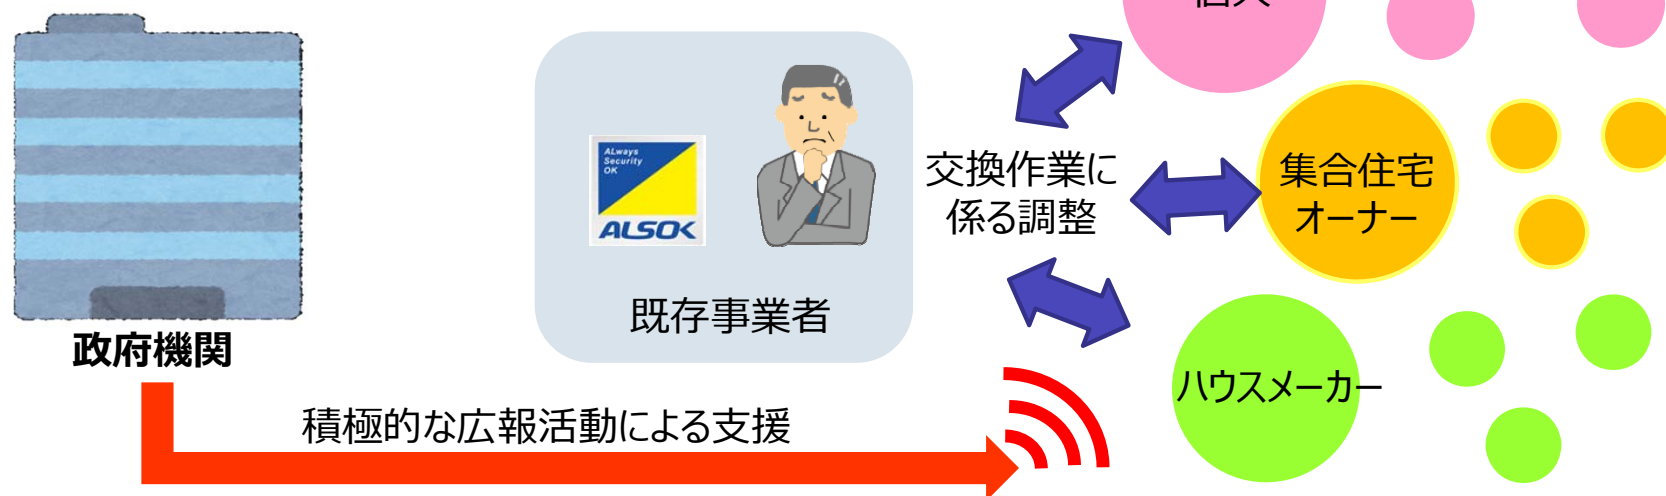 個人
ALways
Security
OK
ALSOK
交換作業に
係る調整
集合住宅
オーナー
既存事業者
政府機関
ハウスメーカー
積極的な広報活動による支援